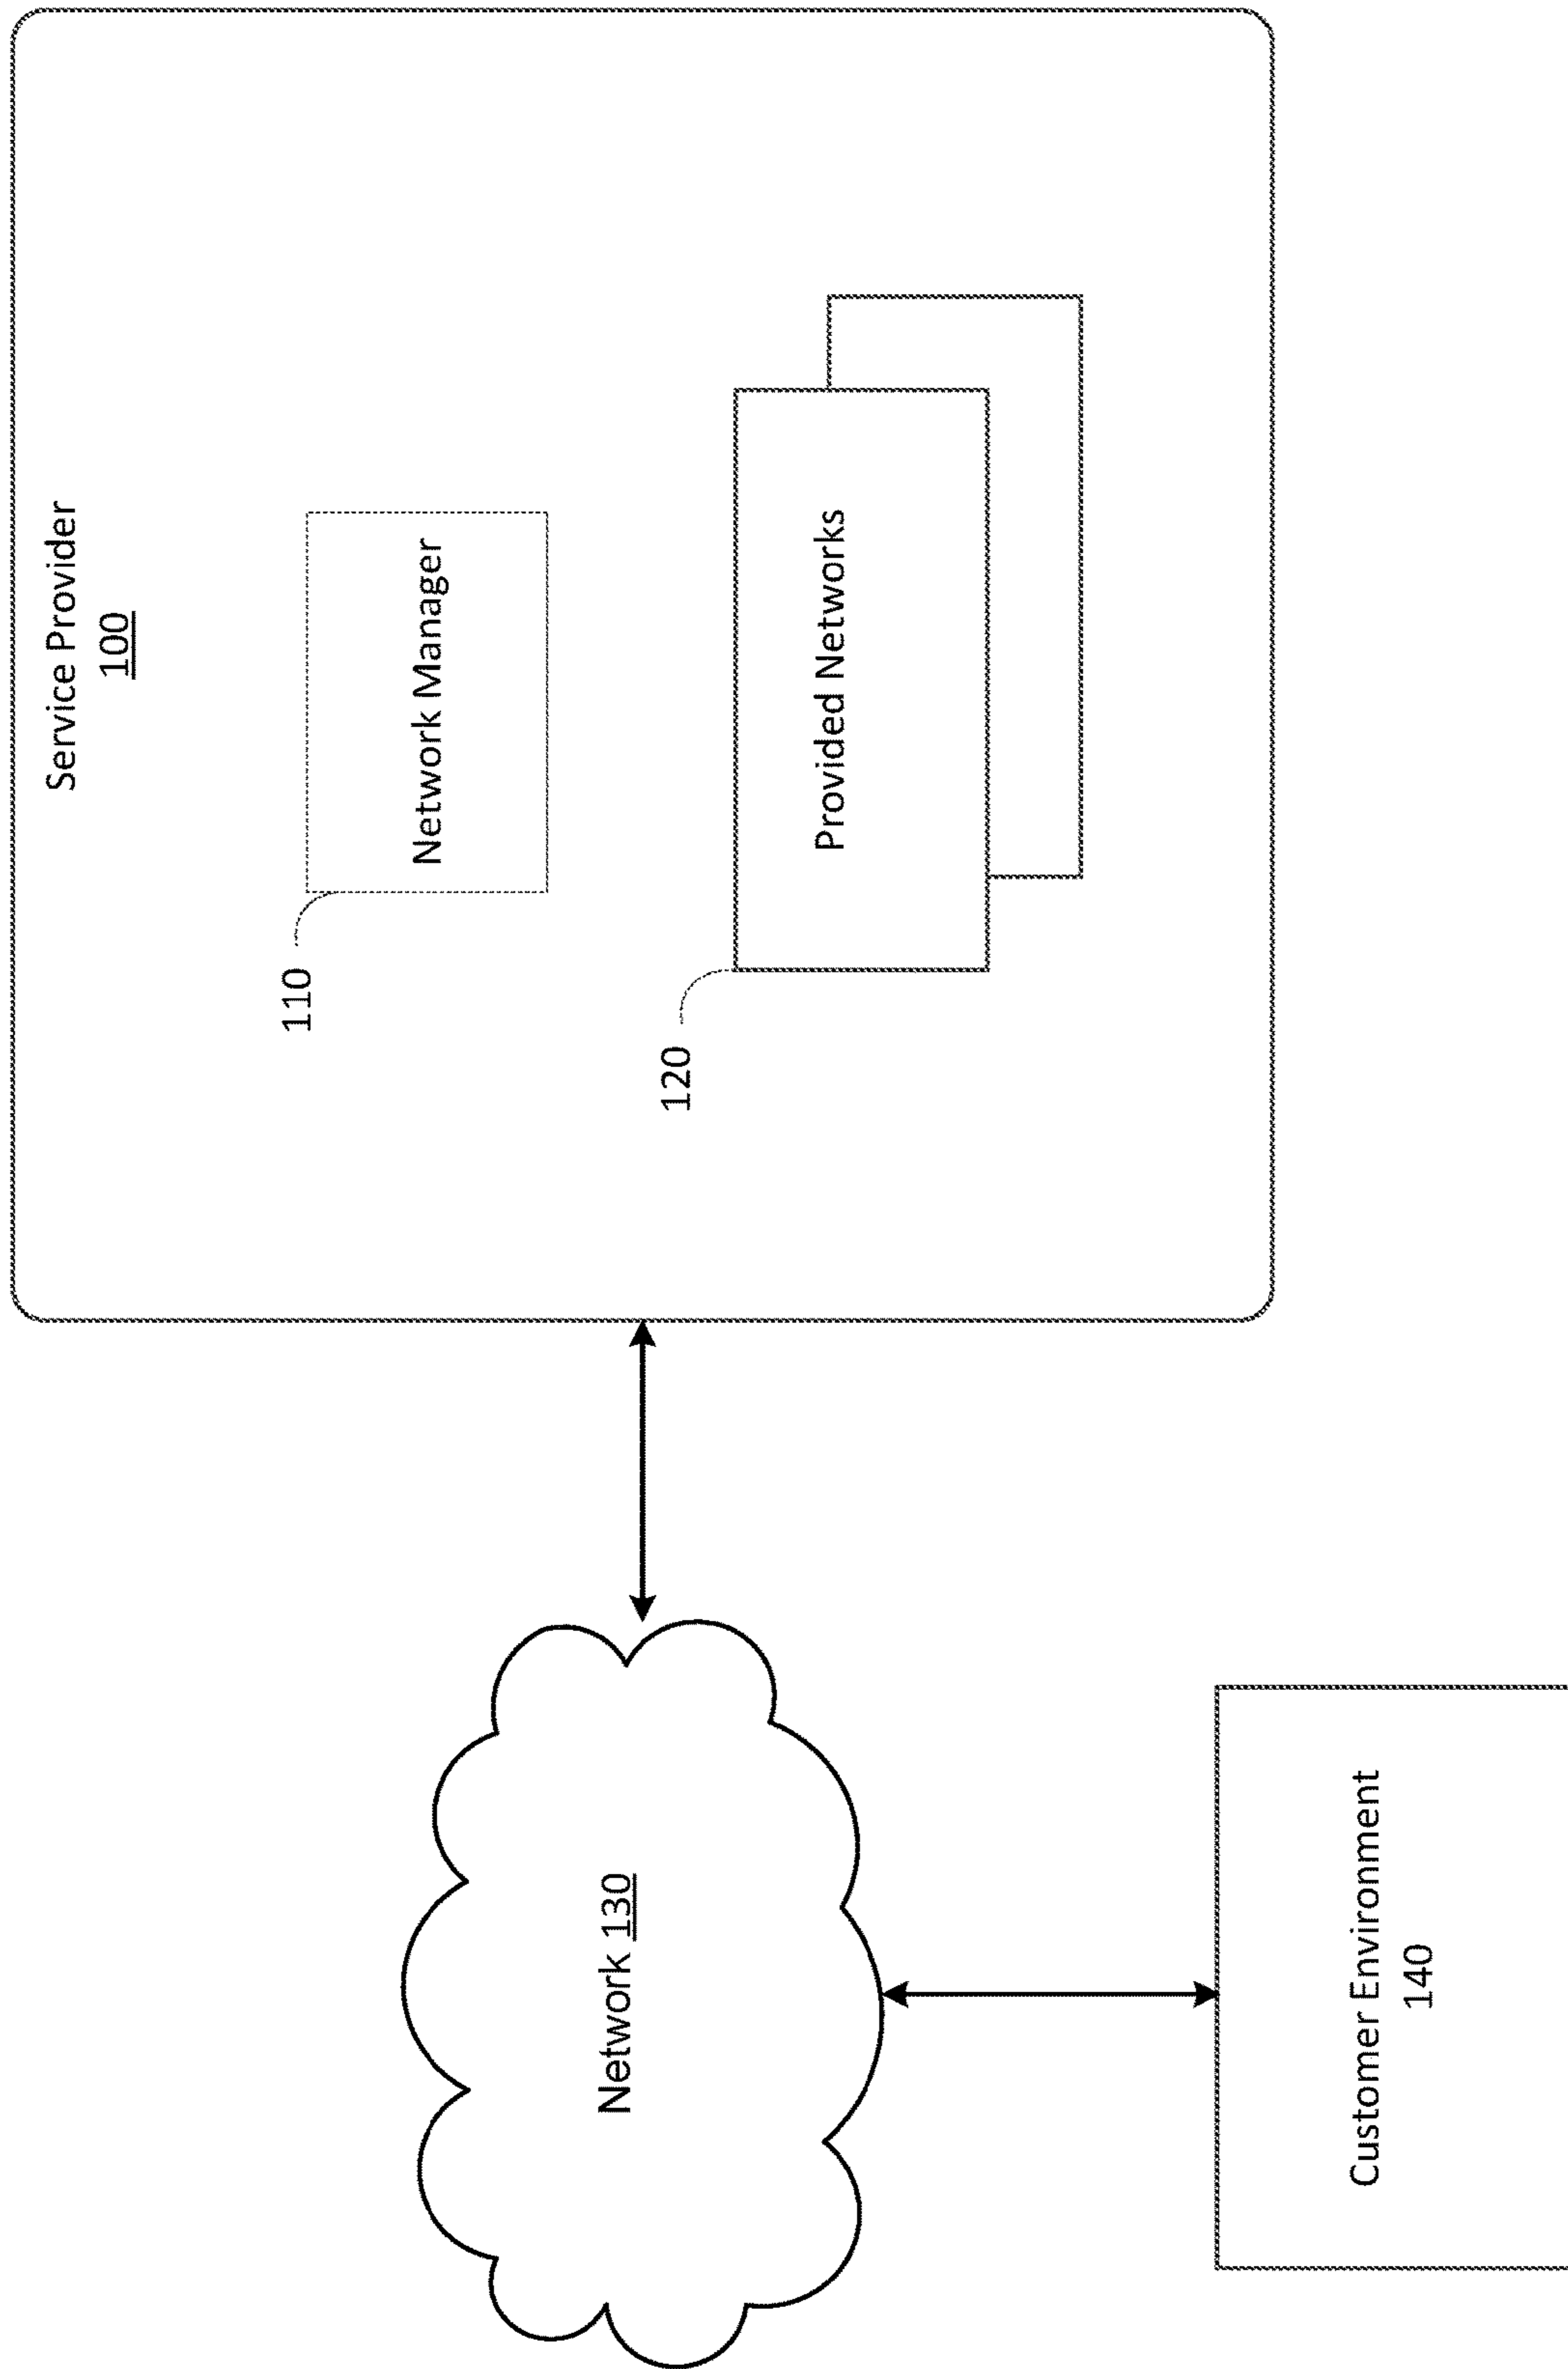 Service Provider
100
110
Network Manager
120
Provided Networks
Network 130
Customer Environment
140